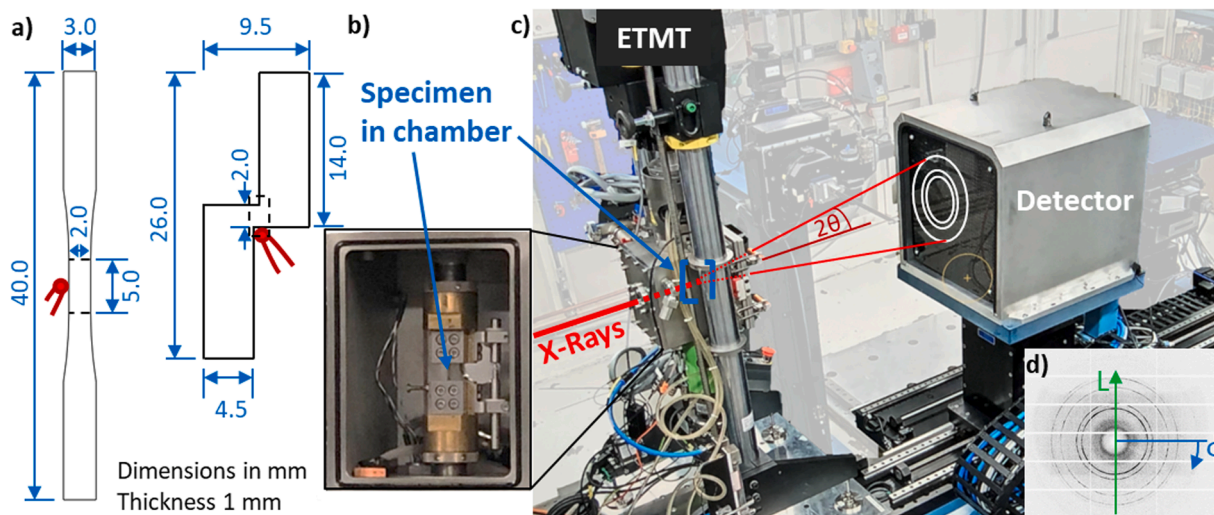 a)
3.0
40.0
2.0
5.0
9.5
26.0
2.0
14.0
4.5
Dimensions in mm
Thickness 1 mm
b)
Specimen
in chamber
c)
ETMT
X-Rays
2θ
Detector
d)
L